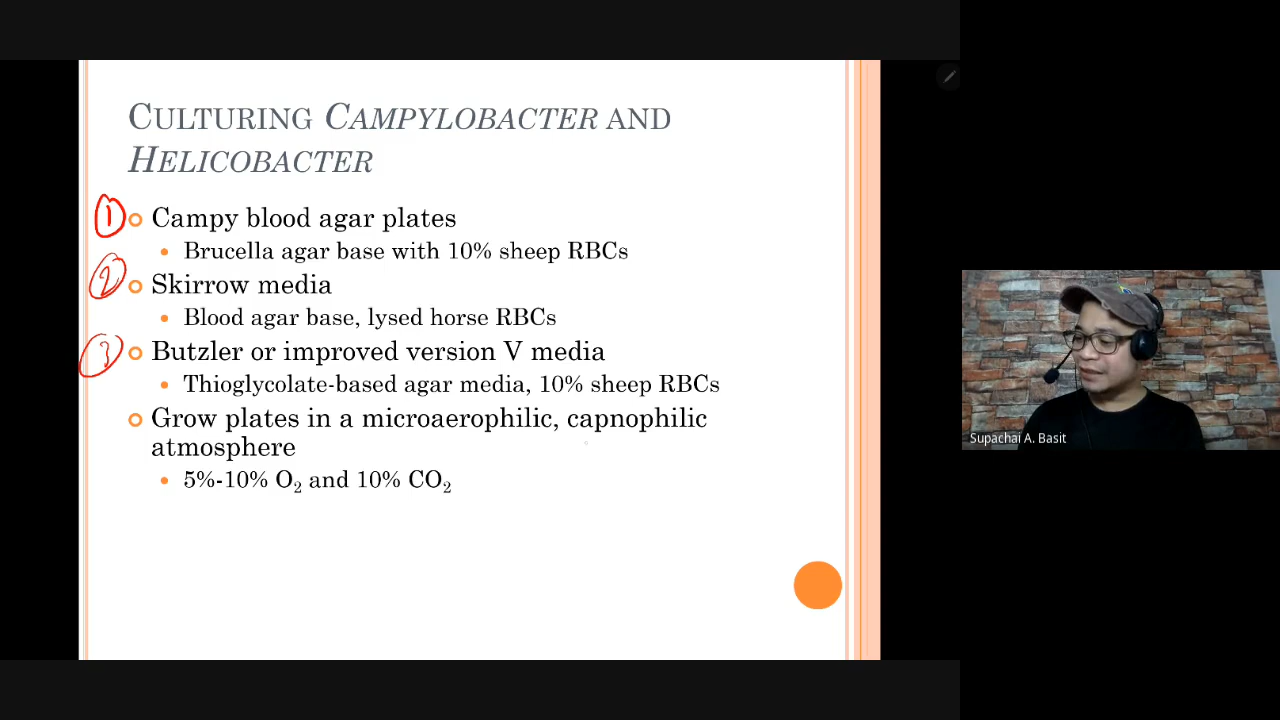 CULTURING CAMPYLOBACTER AND
HELICOBACTER
1 Campy blood agar plates
Brucella agar base with 10% sheep RBCs
2 Skirrow media
Blood agar base, lysed horse RBCs
3 Butzler or improved version V media
Thioglycolate-based agar media, 10% sheep RBCs
Grow plates in a microaerophilic, capnophilic
atmosphere
5%-10% O₂ and 10% CO₂
Supachai A. Basit